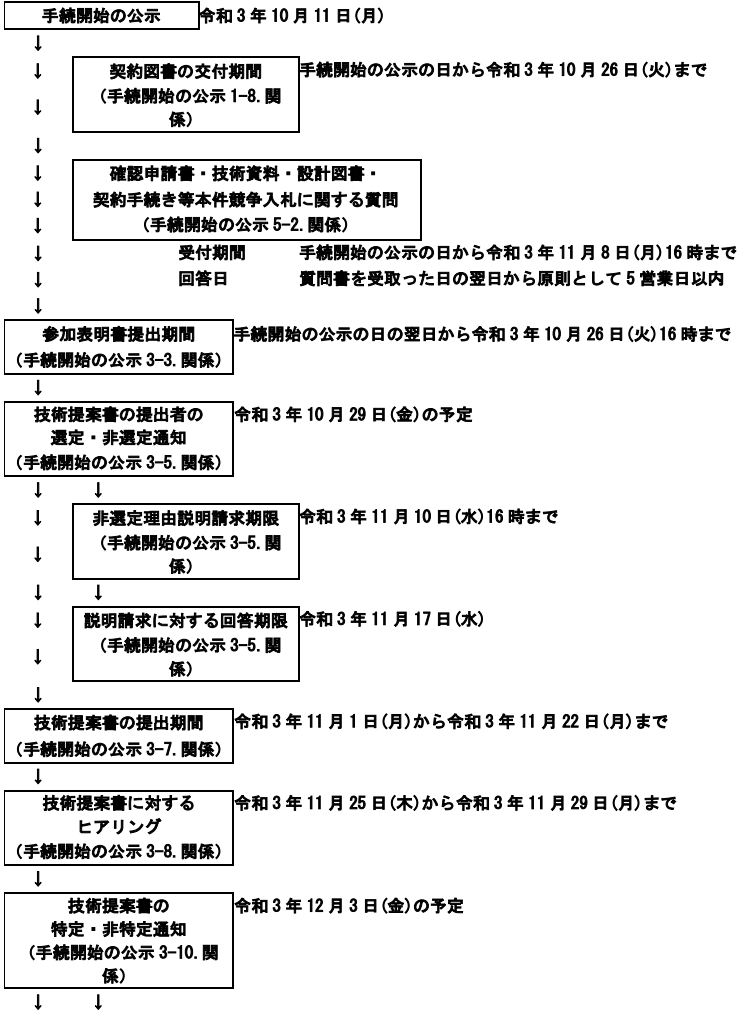 手続開始の公示 令和3年10月11日(月)
↓
↓ 契約図書の交付期間 手続開始の公示の日から令和3年10月26日(火)まで
↓ (手続開始の公示1-8.関
係)
↓
↓ 確認申請書・技術資料・設計図書・
↓ 契約手続き等本件競争入札に関する質問
↓ (手続開始の公示5-2.関係)
↓ 受付期間 手続開始の公示の日から令和3年11月8日(月)16時まで
↓ 回答日 質問書を受取った日の翌日から原則として5営業日以内
↓
参加表明書提出期間 手続開始の公示の日の翌日から令和3年10月26日(火)16時まで
(手続開始の公示3-3.関係)
↓
技術提案書の提出者の 令和3年10月29日(金)の予定
選定・非選定通知
(手続開始の公示3-5.関係)
↓ ↓
↓ 非選定理由説明請求期限 令和3年11月10日(水)16時まで
↓ (手続開始の公示3-5.関
係)
↓ ↓
↓ 説明請求に対する回答期限 令和3年11月17日(水)
↓ (手続開始の公示3-5.関
係)
↓
技術提案書の提出期間 令和3年11月1日(月)から令和3年11月22日(月)まで
(手続開始の公示3-7.関係)
↓
技術提案書に対する 令和3年11月25日(木)から令和3年11月29日(月)まで
ヒアリング
(手続開始の公示3-8.関係)
↓
技術提案書の 令和3年12月3日(金)の予定
特定・非特定通知
(手続開始の公示3-10.関
係)
↓ ↓